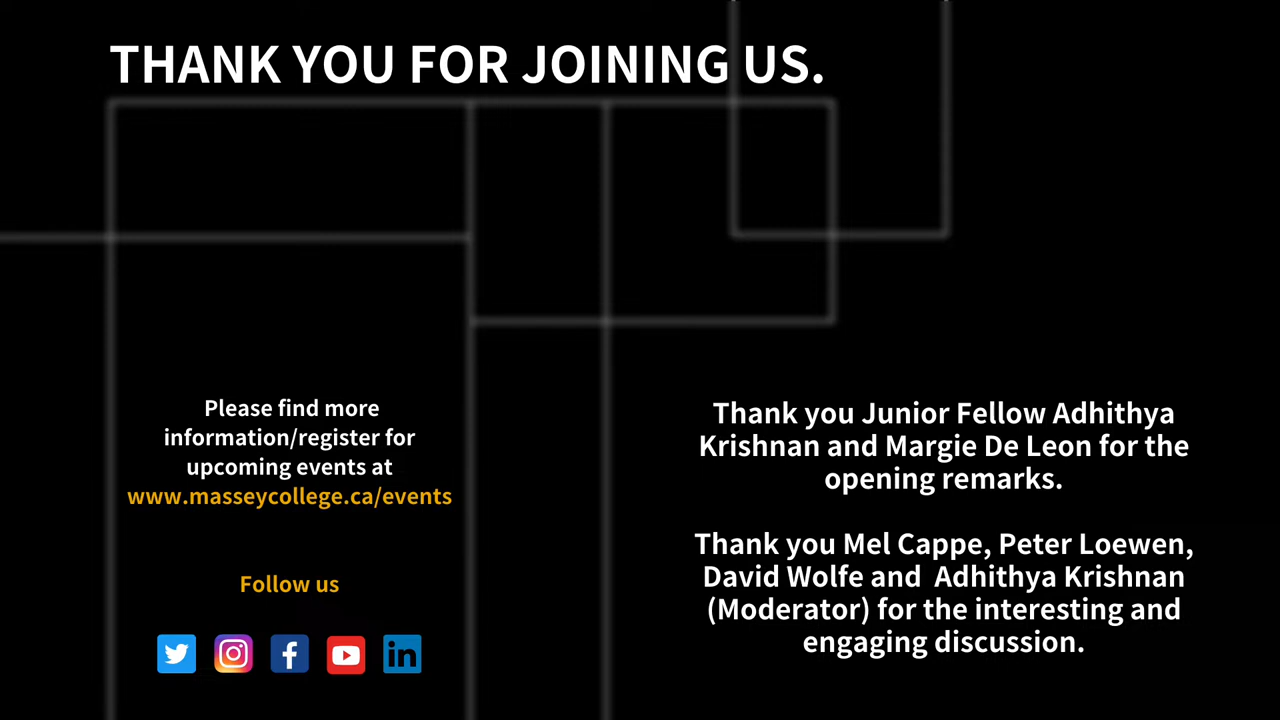 THANK YOU FOR JOINING US.
Please find more
information/register for
upcoming events at
www.masseycollege.ca/events
Follow us
in
Thank you Junior Fellow Adhithya
Krishnan and Margie De Leon for the
opening remarks.
Thank you Mel Cappe, Peter Loewen,
David Wolfe and  Adhithya Krishnan
(Moderator) for the interesting and
engaging discussion.